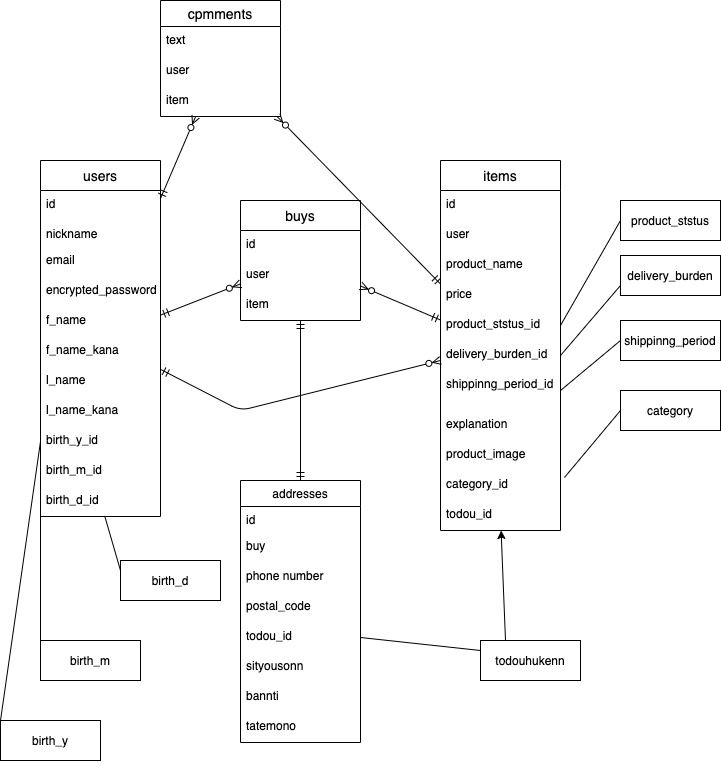 cpmments
text
user
item
users
id
nickname
email
encrypted_password
f_name
f_name_kana
l_name
l_name_kana
birth_y_id
birth_m_id
birth_d_id
buys
id
user
item
items
id
user
product_name
price
product_ststus_id
delivery_burden_id
shippinng_period_id
explanation
product_image
category_id
todou_id
product_ststus
delivery_burden
shippinng_period
category
addresses
id
buy
phone number
postal_code
todou_id
sityousonn
bannti
tatemono
birth_d
birth_m
birth_y
todouhukenn